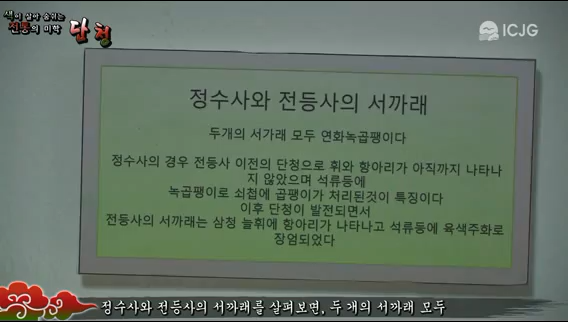 색이 살아 숨쉬는
전통의 미학 단청
ICJG
정수사와 전등사의 서까래
두개의 서가래 모두 연화녹곱팽이다
정수사의 경우 전등사 이전의 단청으로 휘와 항아리가 아직까지 나타나
지 않았으며 석류동에
녹곱팽이로 쇠첩에 곱팽이가 처리된것이 특징이다
이후 단청이 발전되면서
전등사의 서까래는 삼청 늘휘에 항아리가 나타나고 석류동에 육색주화로
장엄되었다
정수사와 전등사의 서까래를 살펴보면, 두 개의 서까래 모두